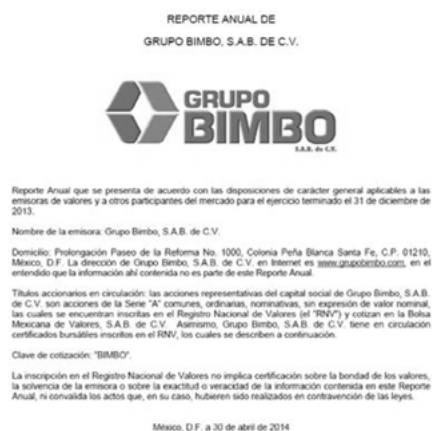 REPORTE ANUAL DE
GRUPO BIMBO, S.A.B. DE C.V.
GRUPO
BIMBO
S.A.B. de C.V.
Reporte Anual que se presenta de acuerdo con las disposiciones de carácter general aplicables a las
emisoras de valores y a otros participantes del mercado para el ejercicio terminado el 31 de diciembre de
2013.
Nombre de la emisora: Grupo Bimbo, S.A.B. de C.V.
Domicilio: Prolongación Paseo de la Reforma No. 1000, Colonia Peña Blanca Santa Fe, C.P. 01210,
México, D.F. La dirección de Grupo Bimbo, S.A.B. de C.V. en Internet es www.grupobimbo.com, en el
entendido que la información ahí contenida no es parte de este Reporte Anual.
Títulos accionarios en circulación: las acciones representativas del capital social de Grupo Bimbo, S.A.B.
de C.V. son acciones de la Serie "A" comunes, ordinarias, nominativas, sin expresión de valor nominal,
las cuales se encuentran inscritas en el Registro Nacional de Valores (el "RNV") y cotizan en la Bolsa
Mexicana de Valores, S.A.B. de C.V. Asimismo, Grupo Bimbo, S.A.B. de C.V. tiene en circulación
certificados bursátiles inscritos en el RNV, los cuales se describen a continuación.
Clave de cotización: "BIMBO".
La inscripción en el Registro Nacional de Valores no implica certificación sobre la bondad de los valores,
la solvencia de la emisora o sobre la exactitud o veracidad de la información contenida en este Reporte
Anual, ni convalida los actos que, en su caso, hubieren sido realizados en contravención de las leyes.
México, D.F. a 30 de abril de 2014